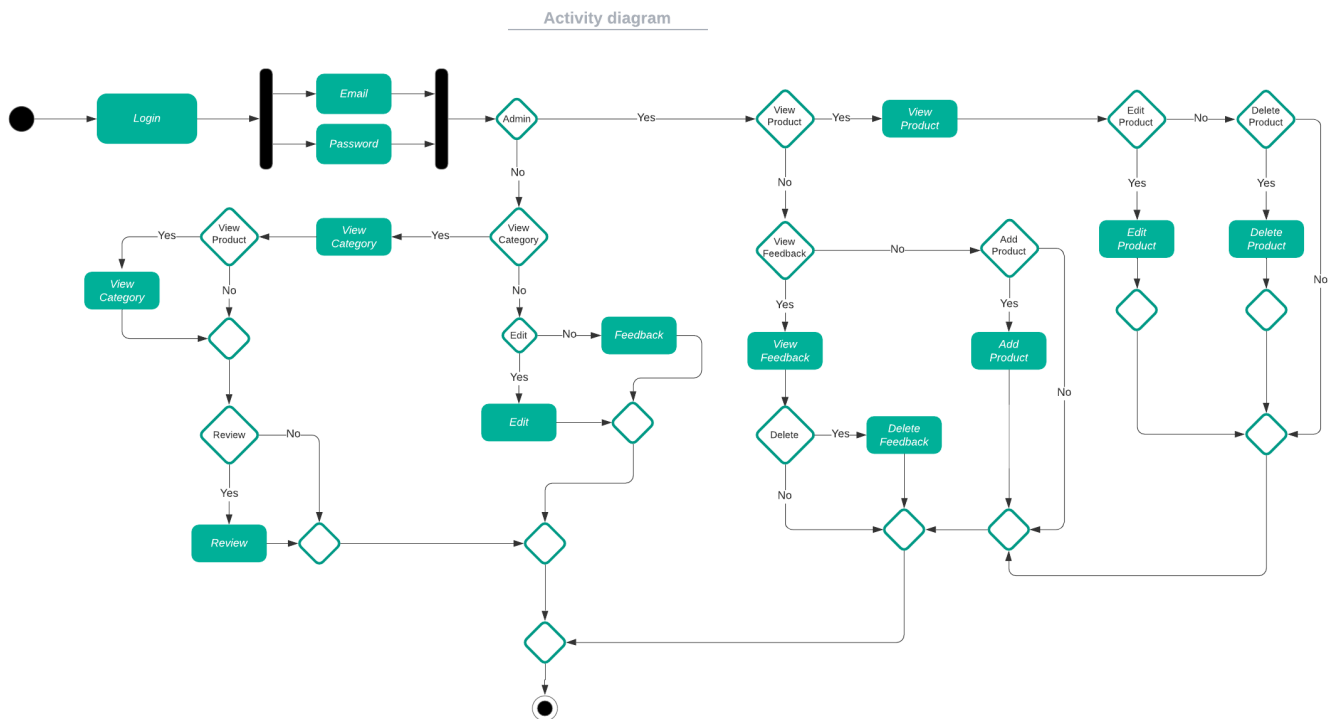 Activity diagram
Login
Email
Password
Admin
Yes
View
Product
Yes
View
Product
Edit
Product
No
Delete
Product
No
No
Yes
Yes
View
Product
Yes
View
Category
Yes
View
Category
View
Feedback
No
Add
Product
Edit
Product
Delete
Product
No
View
Category
No
No
Yes
Yes
Edit
No
Feedback
View
Feedback
Add
Product
Yes
No
Edit
Review
No
Delete
Yes
Delete
Feedback
Yes
No
Review